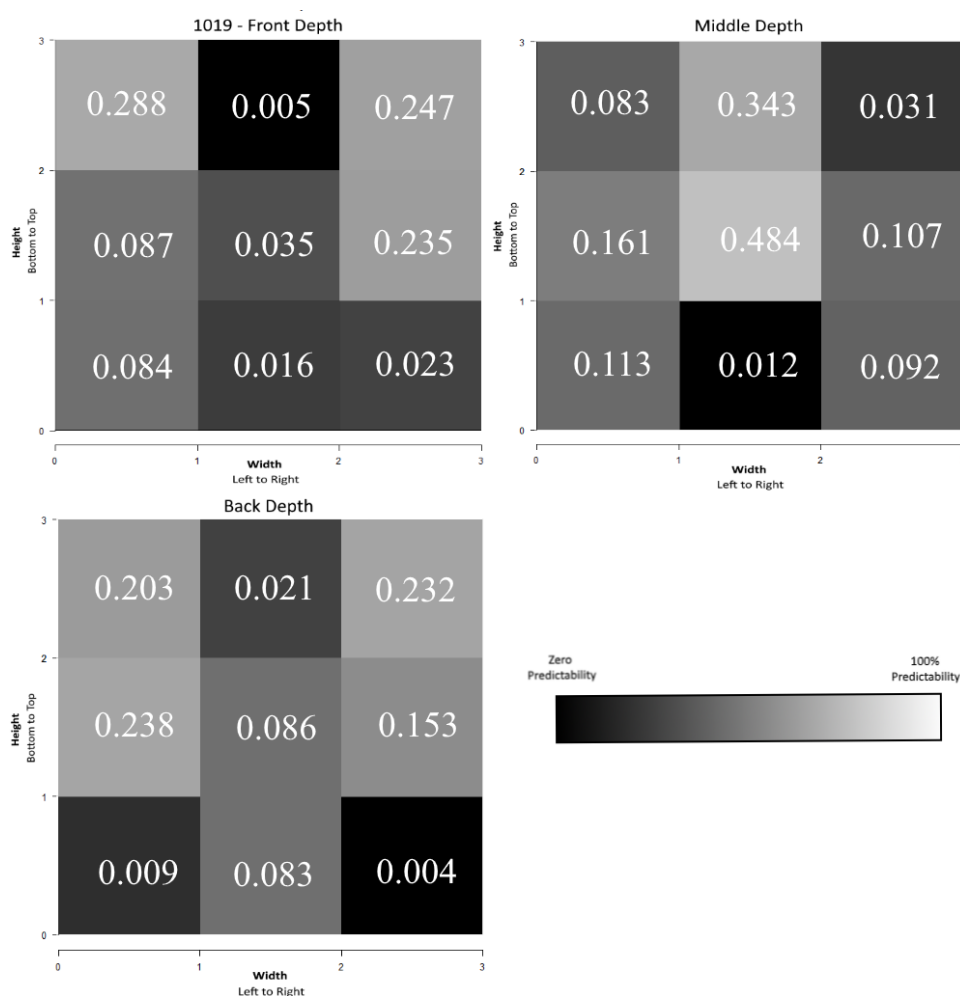 1019 - Front Depth
3
0.288 0.005 0.247
2
0.087 0.035 0.235
1
0.084 0.016 0.023
0
Height
Bottom to Top
0 1 2 3
Width
Left to Right
Middle Depth
3
0.083 0.343 0.031
2
0.161 0.484 0.107
1
0.113 0.012 0.092
0
Height
Bottom to Top
0 1 2
Width
Left to Right
Back Depth
3
0.203 0.021 0.232
2
0.238 0.086 0.153
1
0.009 0.083 0.004
0
Height
Bottom to Top
0 1 2 3
Width
Left to Right
Zero
Predictability
100%
Predictability